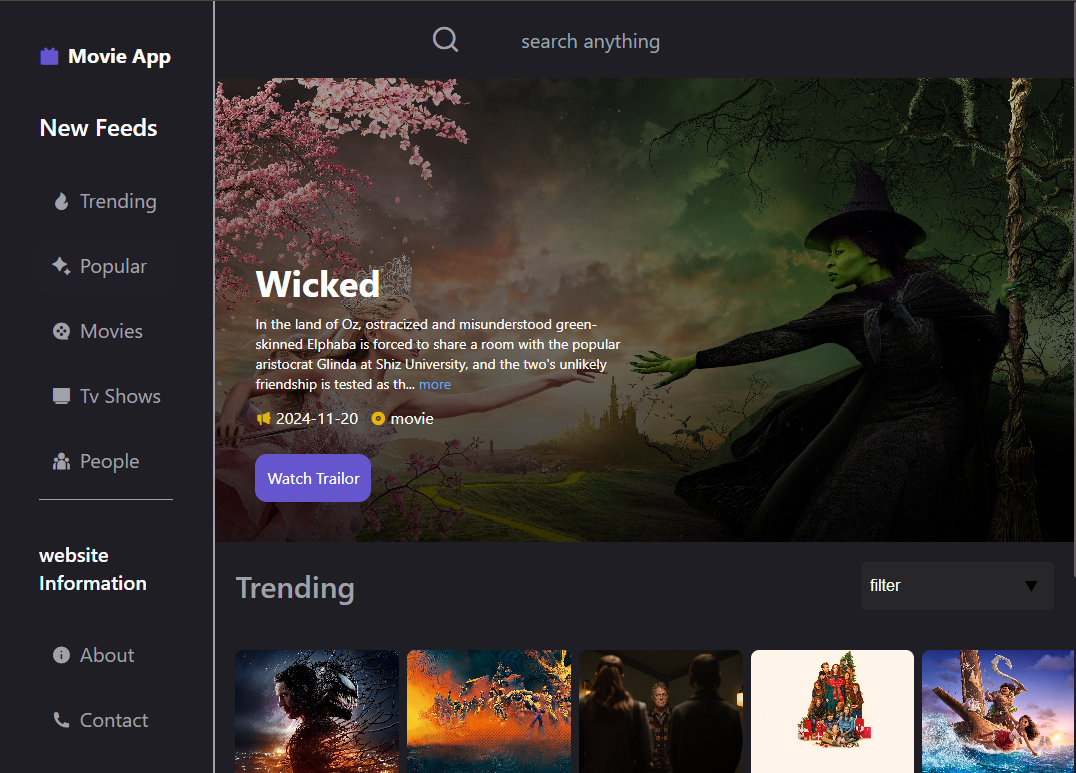 Movie App
New Feeds
Trending
Popular
Movies
Tv Shows
People
website
Information
About
Contact
search anything
Wicked
In the land of Oz, ostracized and misunderstood green-
skinned Elphaba is forced to share a room with the popular
aristocrat Glinda at Shiz University, and the two's unlikely
friendship is tested as th... more
2024-11-20 movie
Watch Trailor
Trending
filter